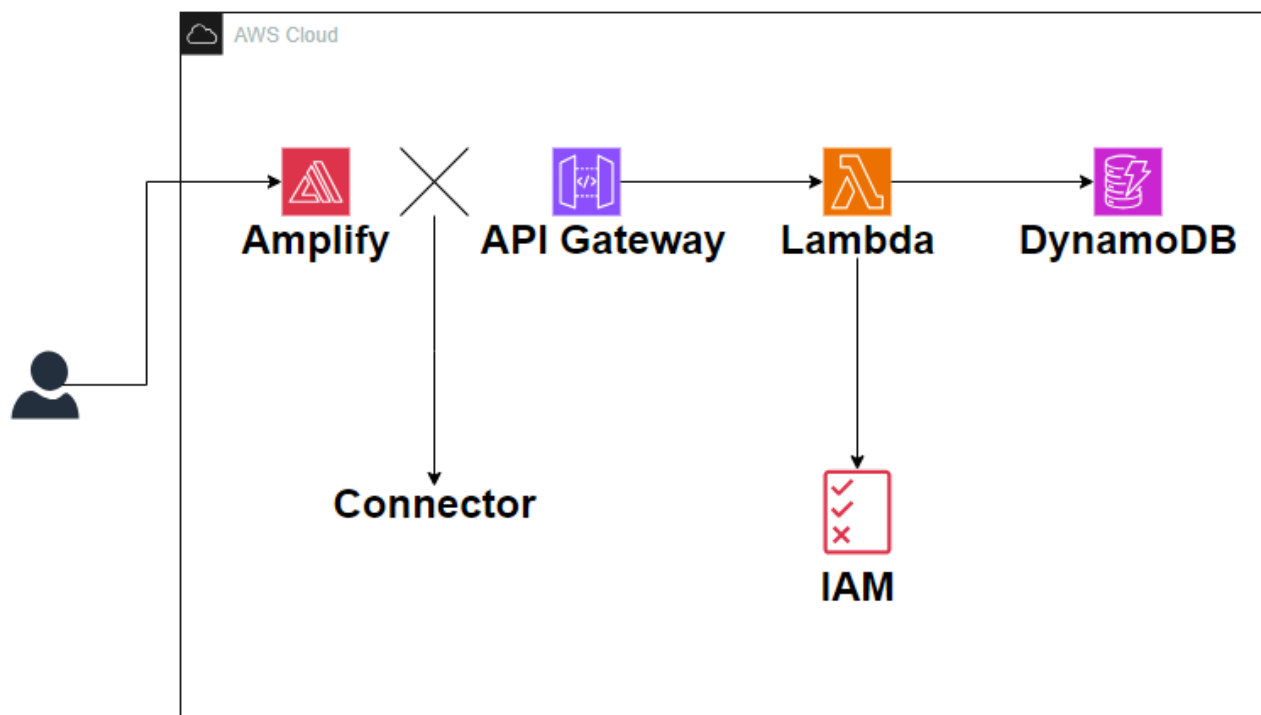 AWS Cloud
Amplify
API Gateway
Lambda
DynamoDB
Connector
IAM